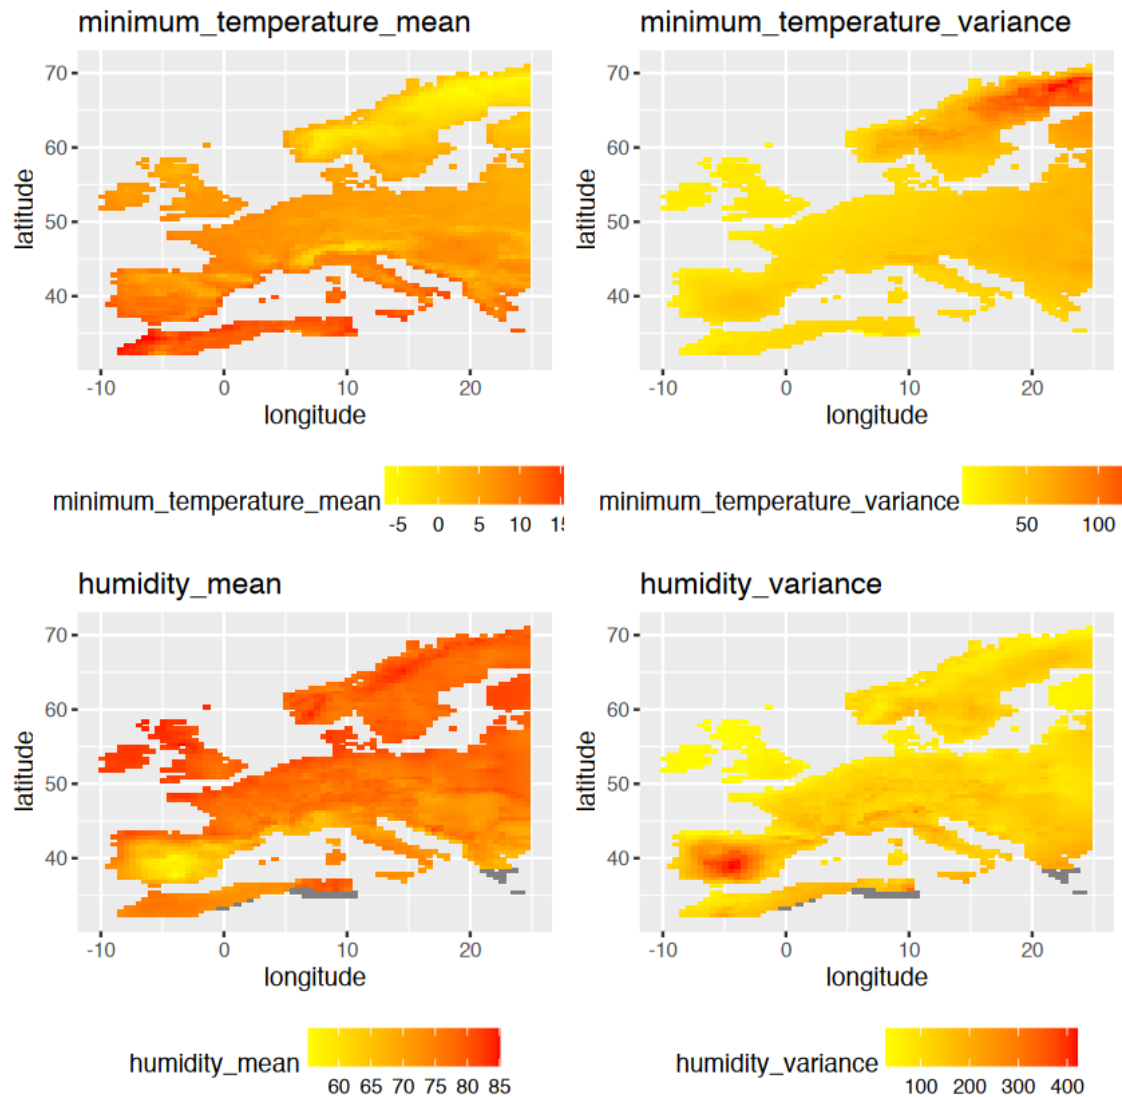 minimum_temperature_mean
70
60
50
40
latitude
-10 0 10 20
longitude
minimum_temperature_mean
-5 0 5 10
minimum_temperature_variance
70
60
50
40
latitude
-10 0 10 20
longitude
minimum_temperature_variance
50 100
humidity_mean
70
60
50
40
latitude
-10 0 10 20
longitude
humidity_mean
60 65 70 75 80 85
humidity_variance
70
60
50
40
latitude
-10 0 10 20
longitude
humidity_variance
100 200 300 400